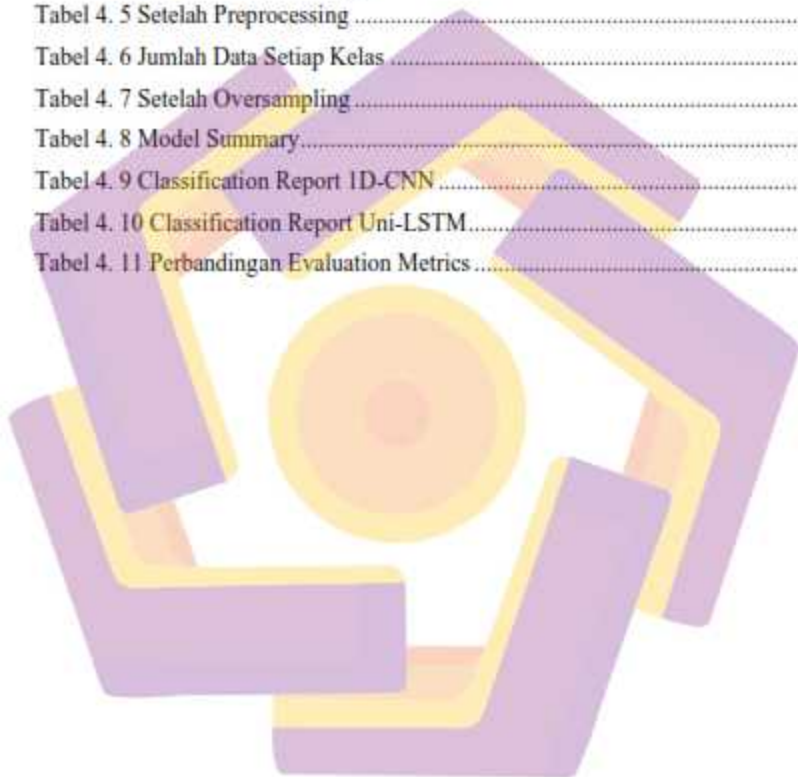 Tabel 4. 5 Setelah Preprocessing ..........................................................................
Tabel 4. 6 Jumlah Data Setiap Kelas ....................................................................
Tabel 4. 7 Setelah Oversampling ..........................................................................
Tabel 4. 8 Model Summary....................................................................................
Tabel 4. 9 Classification Report 1D-CNN ...........................................................
Tabel 4. 10 Classification Report Uni-LSTM.......................................................
Tabel 4. 11 Perbandingan Evaluation Metrics ......................................................